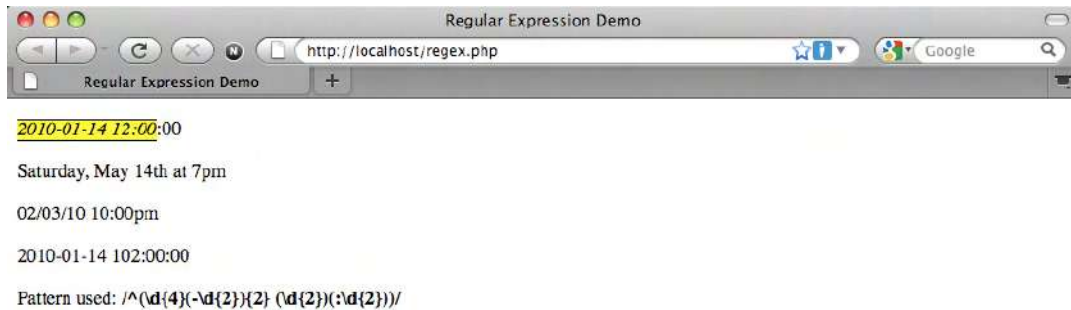 Regular Expression Demo
http://localhost/regex.php
Google
Regular Expression Demo
2010-01-14 12:00:00
Saturday, May 14th at 7pm
02/03/10 10:00pm
2010-01-14 102:00:00
Pattern used: /^(\d{4}(-\d{2}){2} (\d{2})(:\d{2}))/